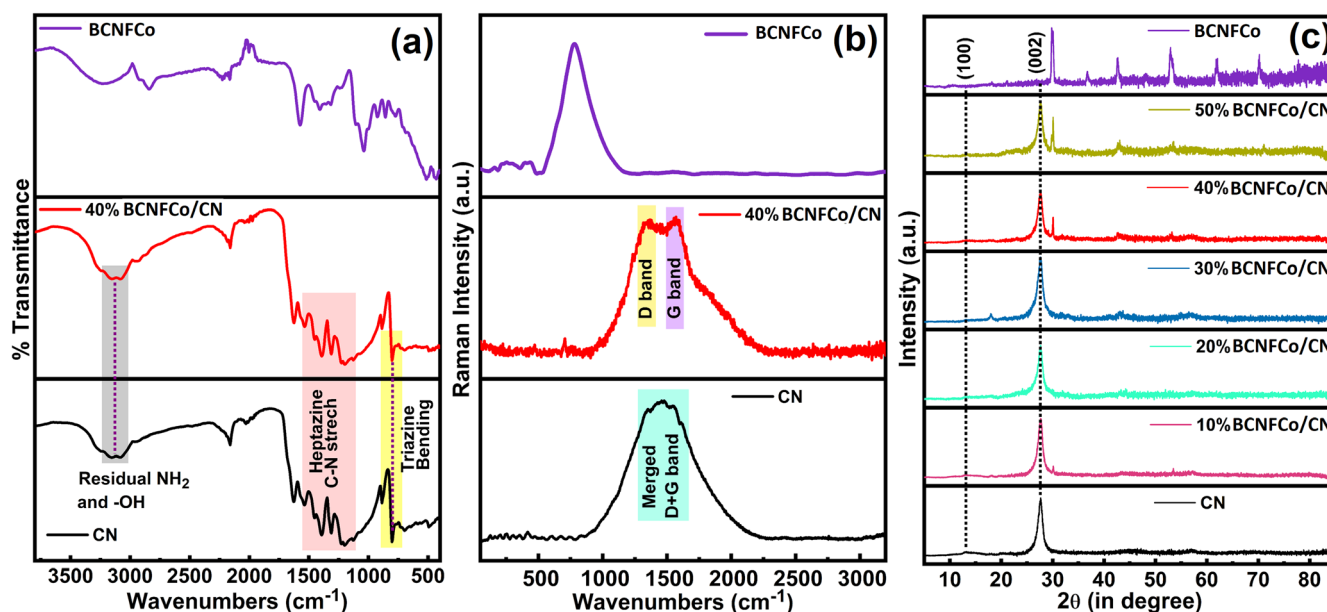 BCNFCo
(a)
40% BCNFCo/CN
% Transmittance
Heptazine
C-N strech
Triazine
Bending
Residual NH₂
and -OH
CN
3500 3000 2500 2000 1500 1000 500
Wavenumbers (cm⁻¹)
BCNFCo
(b)
40% BCNFCo/CN
D band
G band
Raman Intensity (a.u.)
CN
Merged
D+G band
500 1000 1500 2000 2500 3000
Wavenumbers (cm⁻¹)
BCNFCo
(c)
(100)
(002)
50% BCNFCo/CN
40% BCNFCo/CN
30% BCNFCo/CN
20% BCNFCo/CN
10% BCNFCo/CN
CN
Intensity (a.u.)
10 20 30 40 50 60 70 80
2θ (in degree)